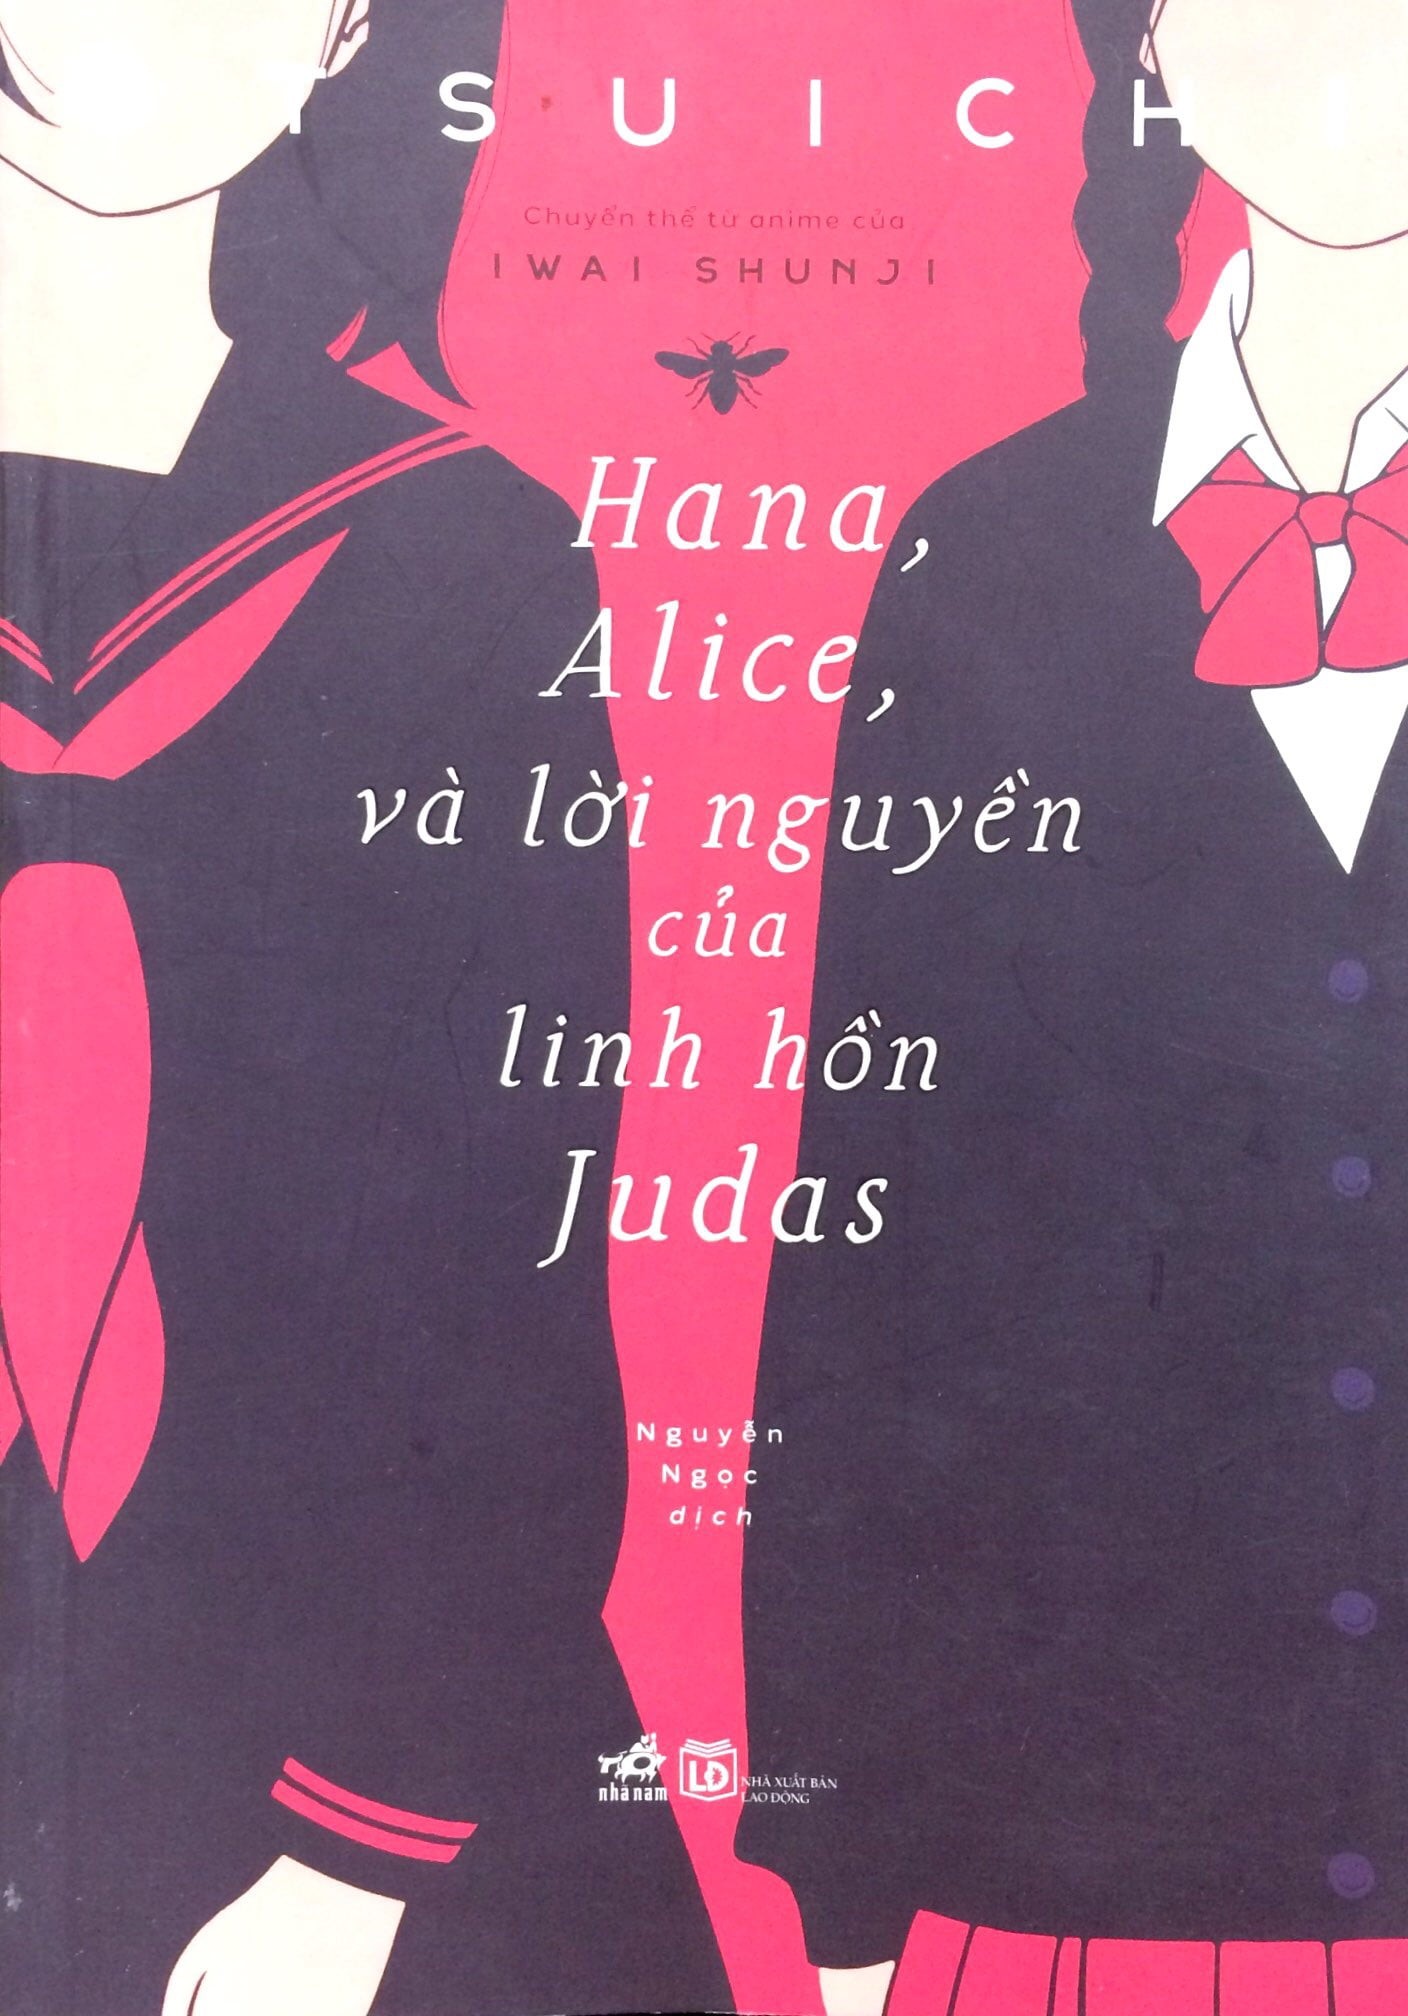 OTSUICHI
Chuyển thể từ anime của
IWAI SHUNJI
Hana,
Alice,
và lời nguyền
của
linh hồn
Judas
Nguyễn
Ngọc
dịch
nhã nam
LĐ
NHÀ XUẤT BẢN
LAO ĐỘNG